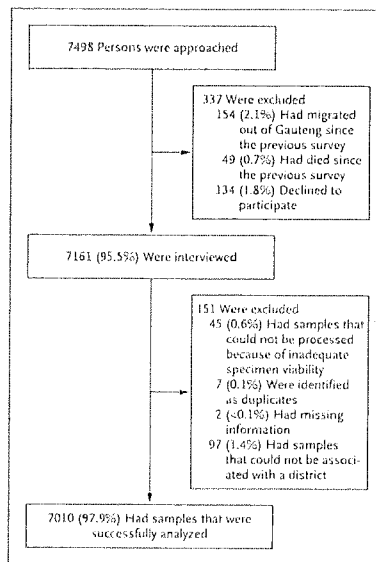 7498 Persons were approached
337 Were excluded
154 (2.1%) Had migrated
out of Gauteng since
the previous survey
49 (0.7%) Had died since
the previous survey
134 (1.8%) Declined to
participate
7161 (95.5%) Were interviewed
151 Were excluded
45 (0.6%) Had samples that
could not be processed
because of inadequate
specimen viability
7 (0.1%) Were identified
as duplicates
2 (<0.1%) Had missing
information
97 (1.4%) Had samples
that could not be associ-
ated with a district
7010 (97.9%) Had samples that were
successfully analyzed